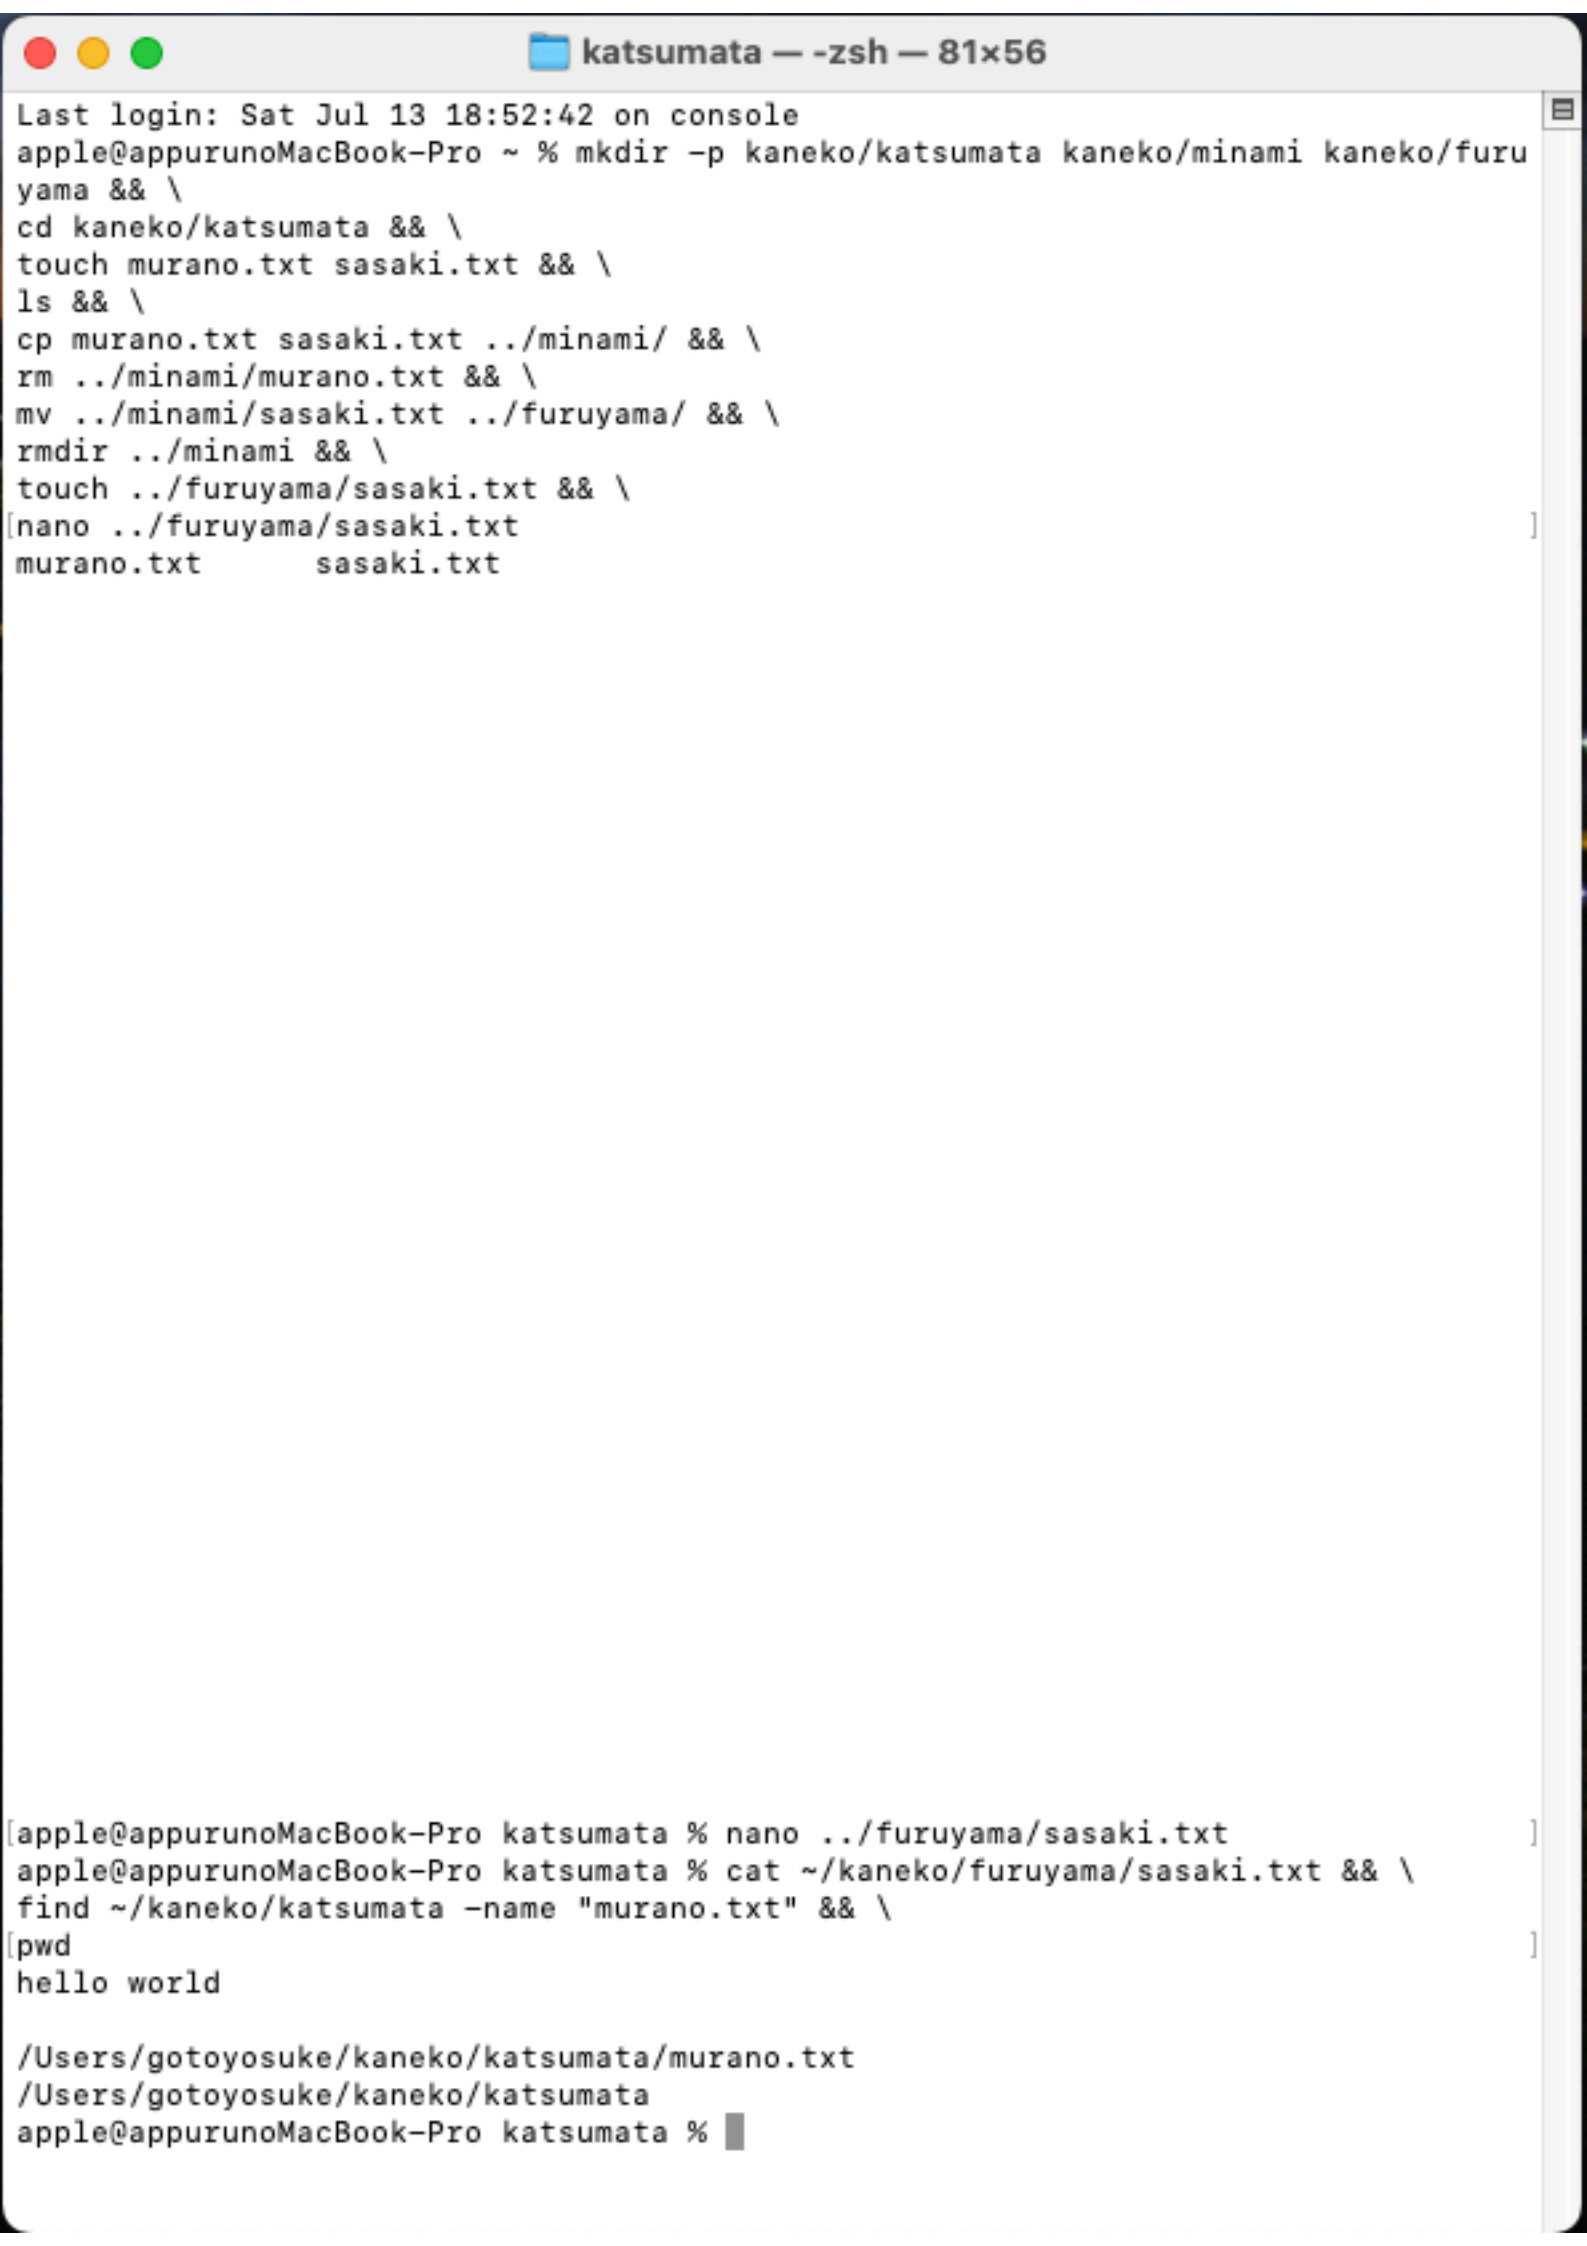 katsumata — -zsh — 81×56
Last login: Sat Jul 13 18:52:42 on console
apple@appurunoMacBook-Pro ~ % mkdir -p kaneko/katsumata kaneko/minami kaneko/furu
yama && \
cd kaneko/katsumata && \
touch murano.txt sasaki.txt && \
ls && \
cp murano.txt sasaki.txt ../minami/ && \
rm ../minami/murano.txt && \
mv ../minami/sasaki.txt ../furuyama/ && \
rmdir ../minami && \
touch ../furuyama/sasaki.txt && \
[nano ../furuyama/sasaki.txt ]
murano.txt      sasaki.txt
[apple@appurunoMacBook-Pro katsumata % nano ../furuyama/sasaki.txt ]
apple@appurunoMacBook-Pro katsumata % cat ~/kaneko/furuyama/sasaki.txt && \
find ~/kaneko/katsumata -name "murano.txt" && \
[pwd ]
hello world
/Users/gotoyosuke/kaneko/katsumata/murano.txt
/Users/gotoyosuke/kaneko/katsumata
apple@appurunoMacBook-Pro katsumata %